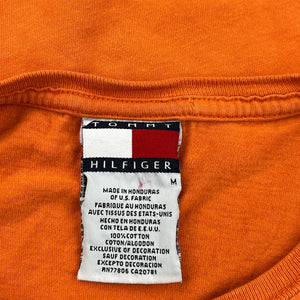 TOMMY
HILFIGER
M
MADE IN HONDURAS
OF U.S. FABRIC
FABRIQUE AU HONDURAS
AVEC TISSUS DES ETATS-UNIS
HECHO EN HONDURAS
CON TELA DE E.E.U.U.
100% COTTON
COTON/ALGODON
EXCLUSIVE OF DECORATION
SAUF DECORATION
EXCEPTO DECORACION
RN77806 CA20781